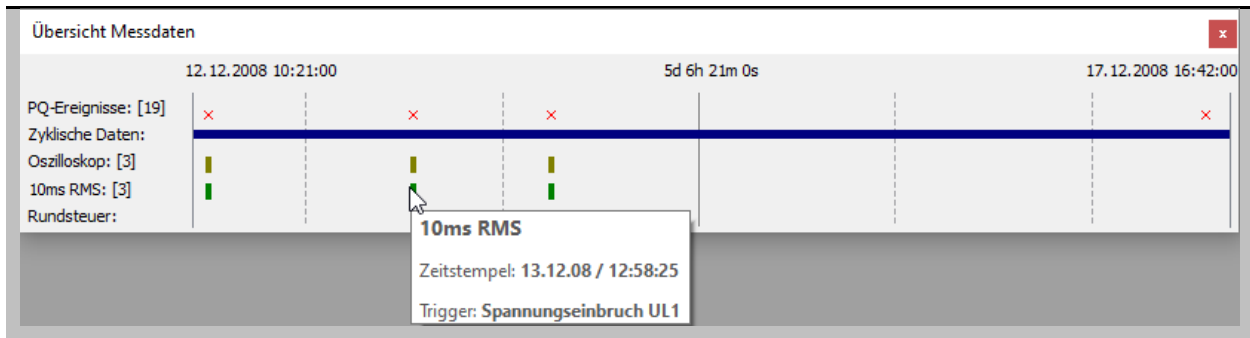 Übersicht Messdaten
x
12.12.2008 10:21:00 5d 6h 21m 0s 17.12.2008 16:42:00
PQ-Ereignisse: [19]
Zyklische Daten:
Oszilloskop: [3]
10ms RMS: [3]
Rundsteuer:
10ms RMS
Zeitstempel: 13.12.08 / 12:58:25
Trigger: Spannungseinbruch UL1